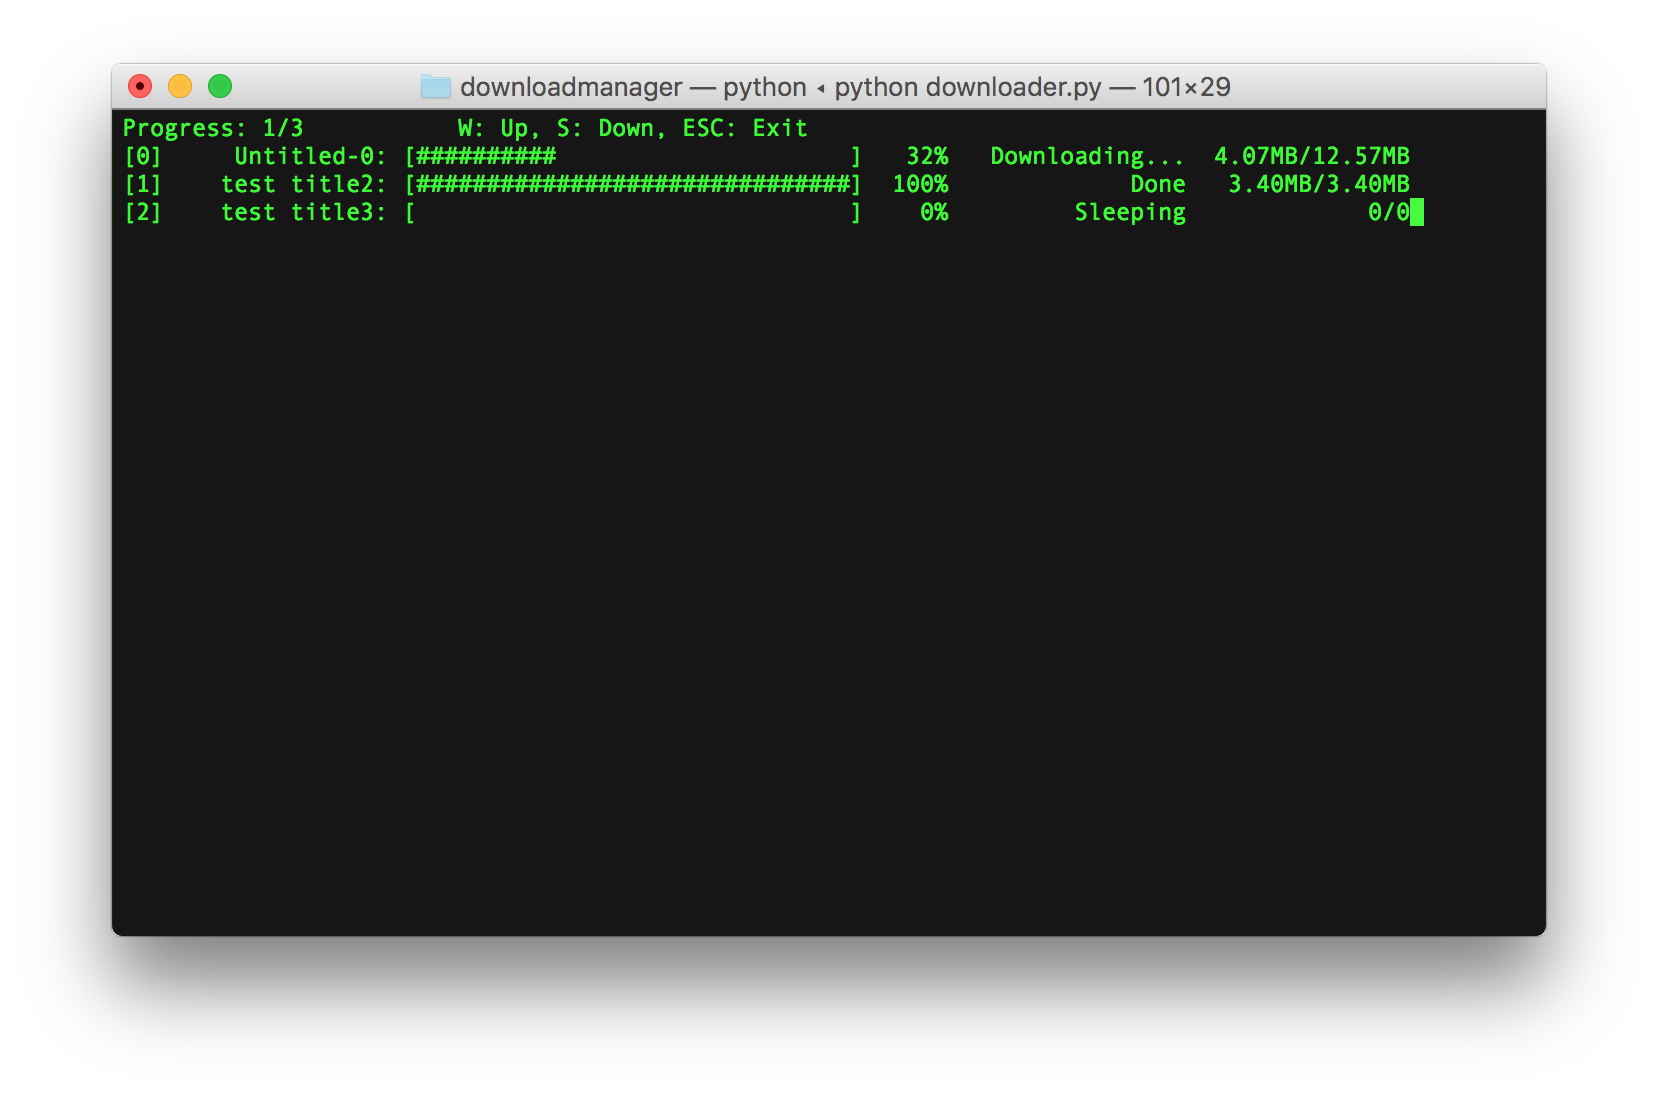 downloadmanager — python ◂ python downloader.py — 101×29
Progress: 1/3           W: Up, S: Down, ESC: Exit
[0]     Untitled-0: [##########                     ]   32%   Downloading...  4.07MB/12.57MB
[1]    test title2: [###############################]  100%             Done   3.40MB/3.40MB
[2]    test title3: [                               ]    0%         Sleeping             0/0